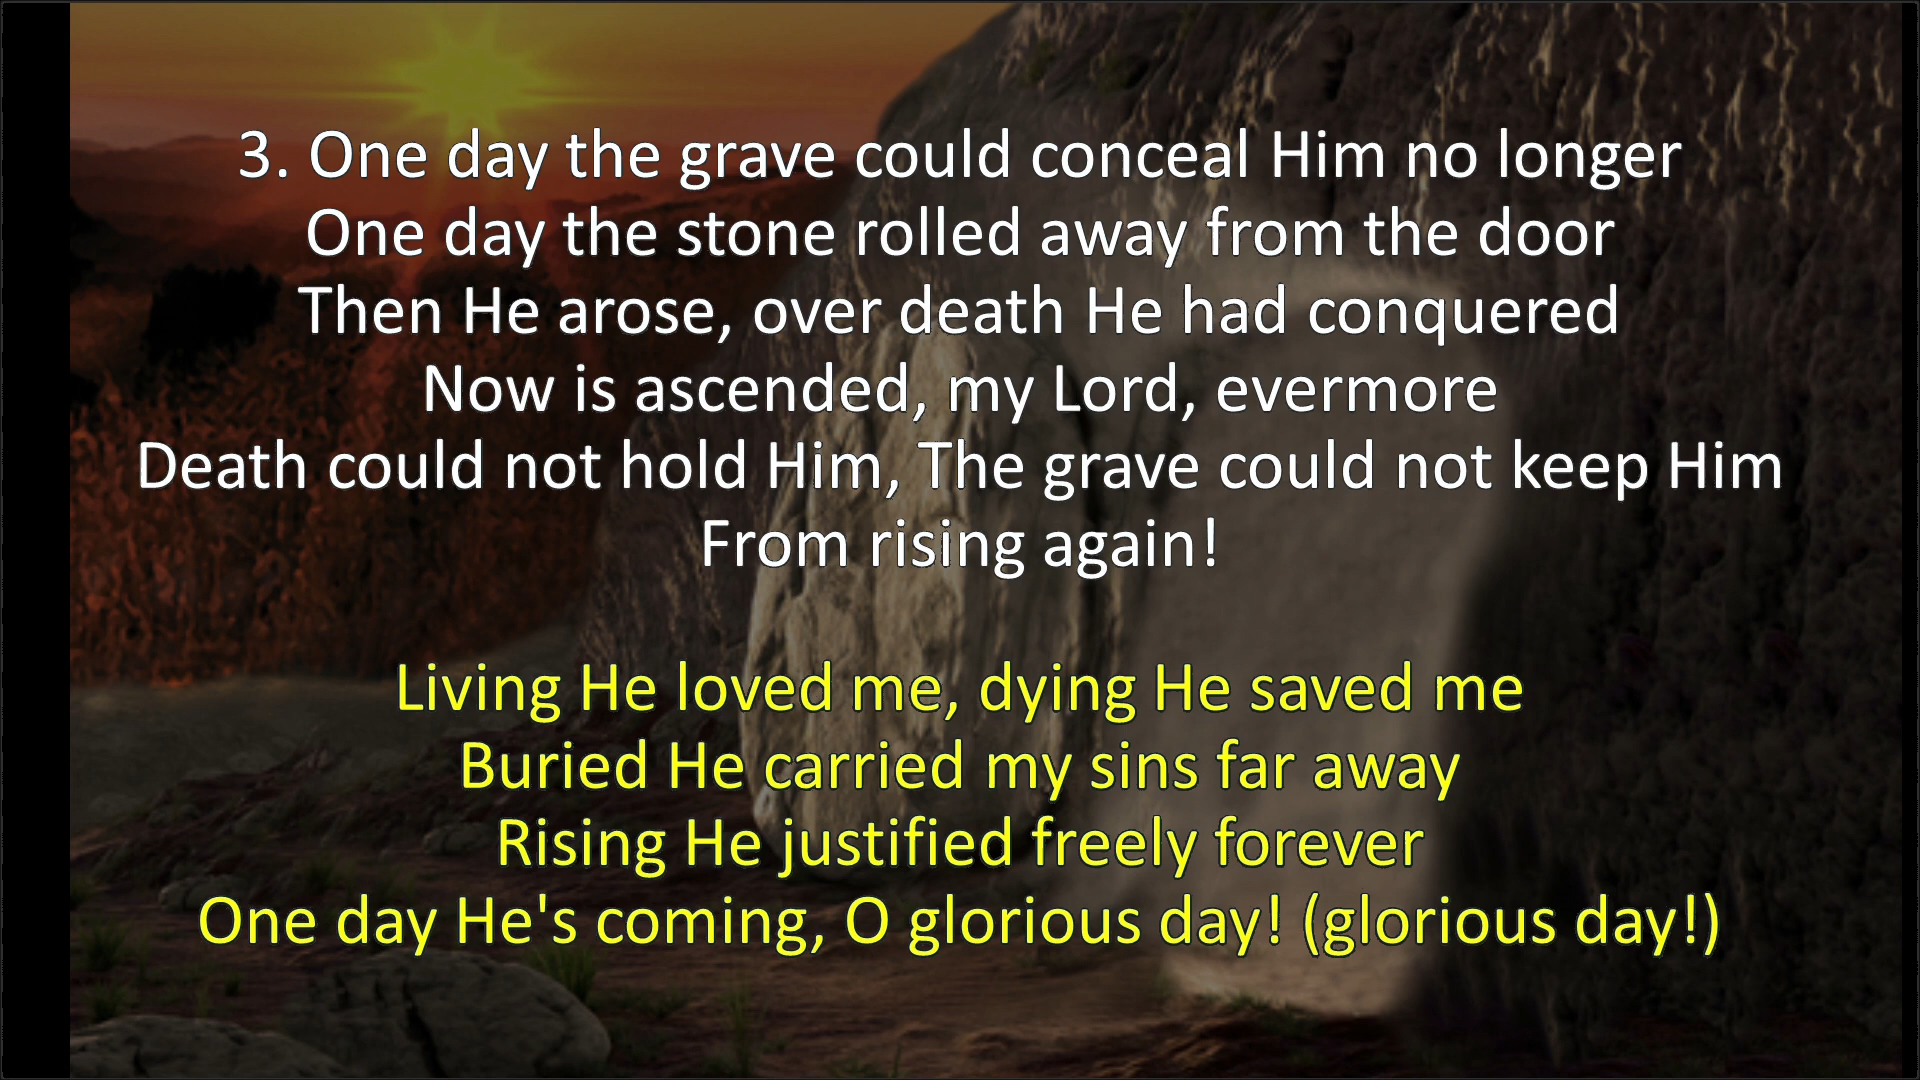 3. One day the grave could conceal Him no longer
One day the stone rolled away from the door
Then He arose, over death He had conquered
Now is ascended, my Lord, evermore
Death could not hold Him, The grave could not keep Him
From rising again!
Living He loved me, dying He saved me
Buried He carried my sins far away
Rising He justified freely forever
One day He's coming, O glorious day! (glorious day!)